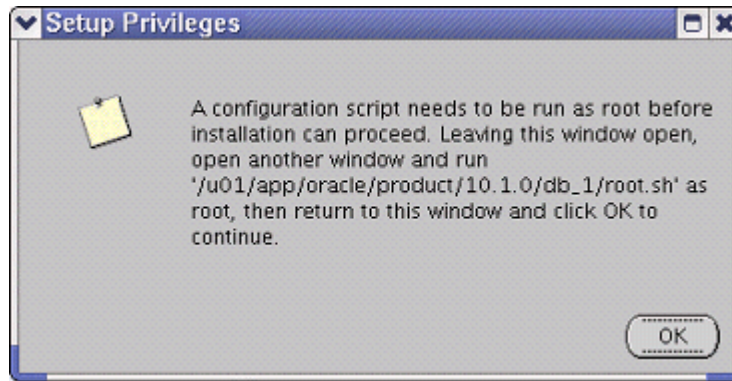 Setup Privileges
A configuration script needs to be run as root before
installation can proceed. Leaving this window open,
open another window and run
'/u01/app/oracle/product/10.1.0/db_1/root.sh' as
root, then return to this window and click OK to
continue.
OK